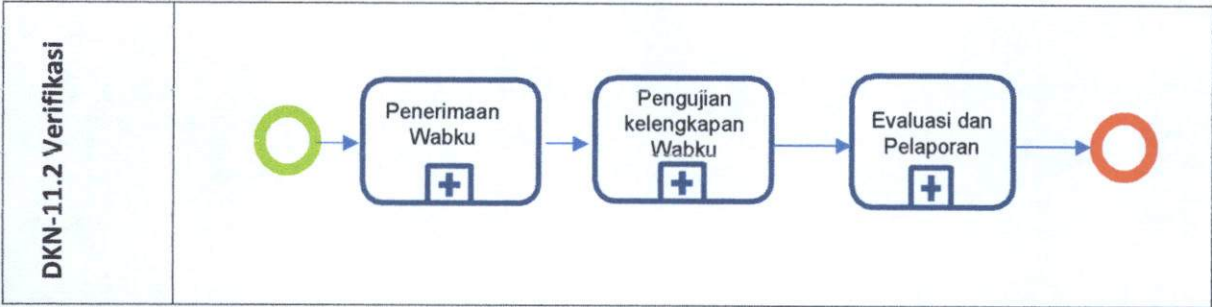 DKN-11.2 Verifikasi
Penerimaan
Wabku
Pengujian
kelengkapan
Wabku
Evaluasi dan
Pelaporan